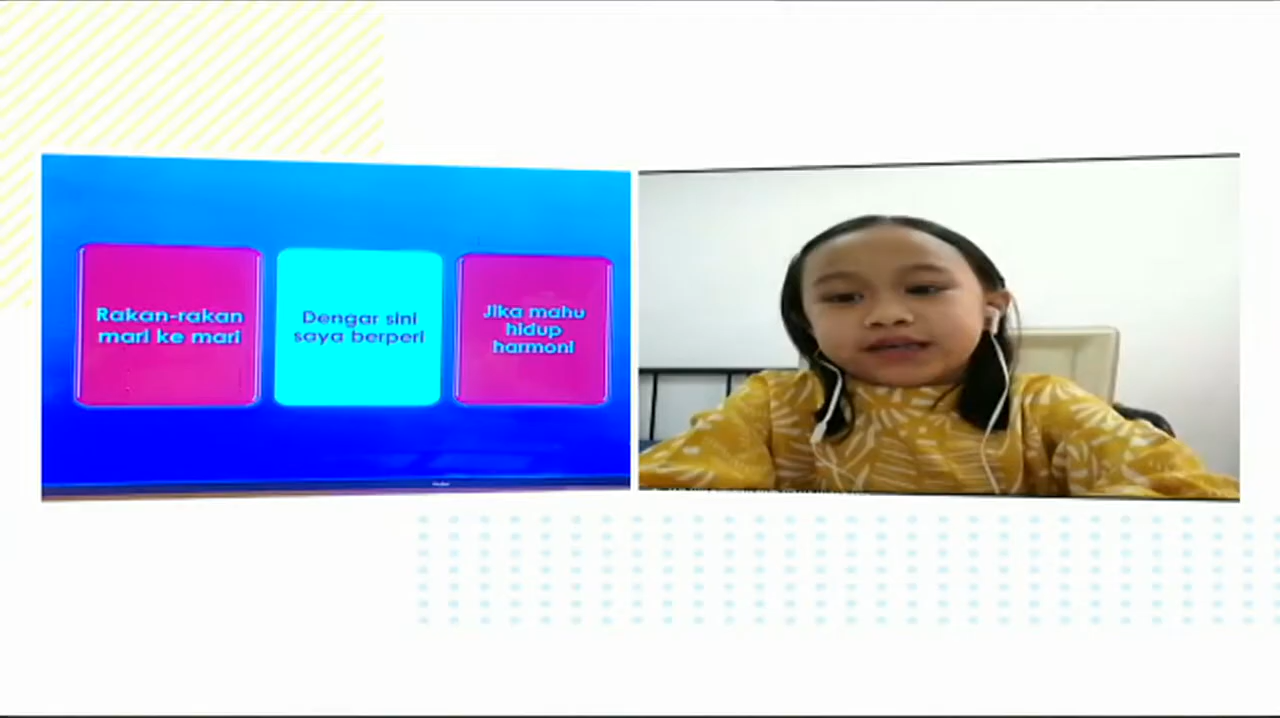 Rakan-rakan
mari ke mari
Dengar sini
saya berperi
Jika mahu
hidup
harmoni